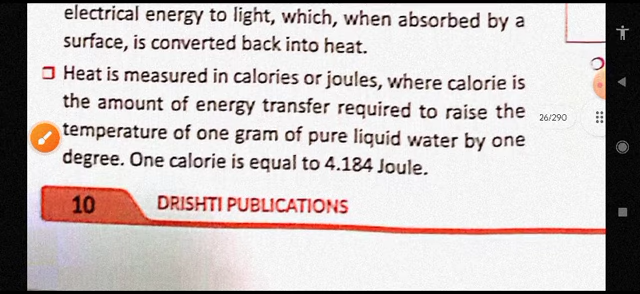 electrical energy to light, which, when absorbed by a
surface, is converted back into heat.
Heat is measured in calories or joules, where calorie is
the amount of energy transfer required to raise the
temperature of one gram of pure liquid water by one
degree. One calorie is equal to 4.184 Joule.
26/290
10 DRISHTI PUBLICATIONS